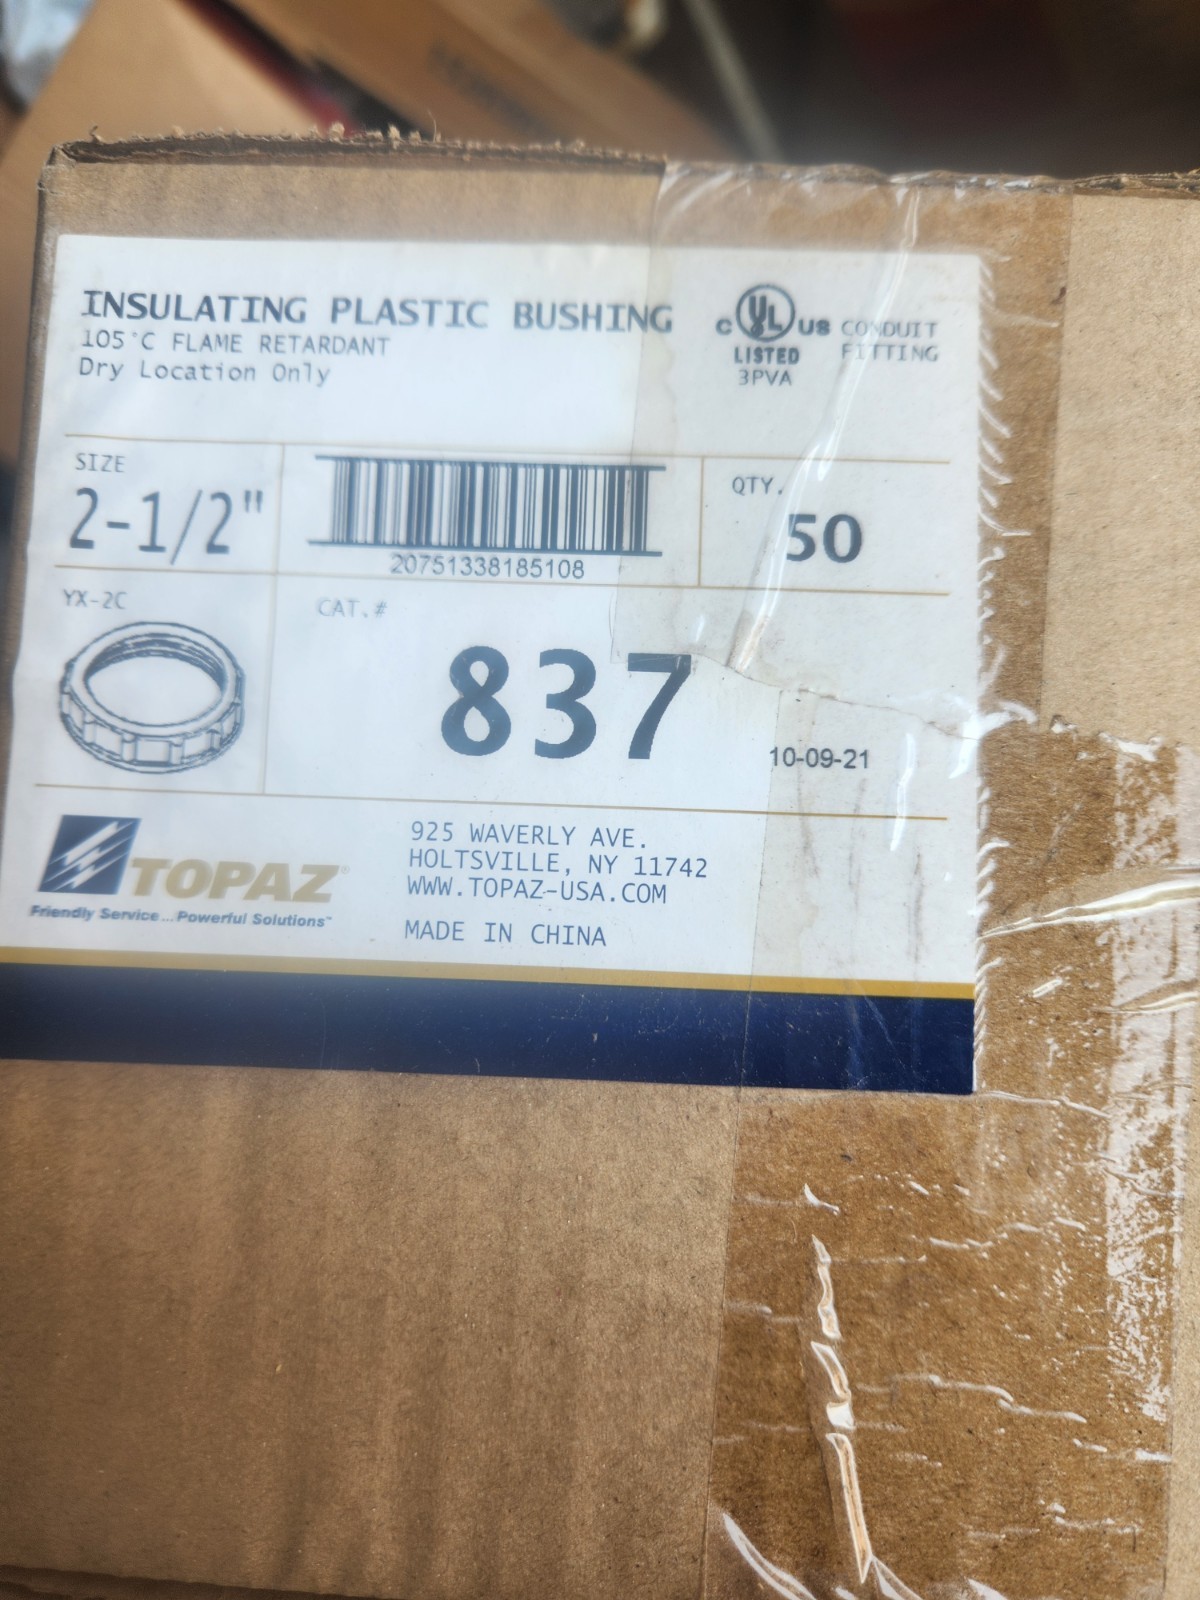 INSULATING PLASTIC BUSHING
105°C FLAME RETARDANT
Dry Location Only
C UL US CONDUIT
LISTED FITTING
3PVA
SIZE
2-1/2"
20751338185108
QTY.
50
YX-2C
CAT.#
837
10-09-21
TOPAZ®
Friendly Service...Powerful Solutions™
925 WAVERLY AVE.
HOLTSVILLE, NY 11742
WWW.TOPAZ-USA.COM
MADE IN CHINA